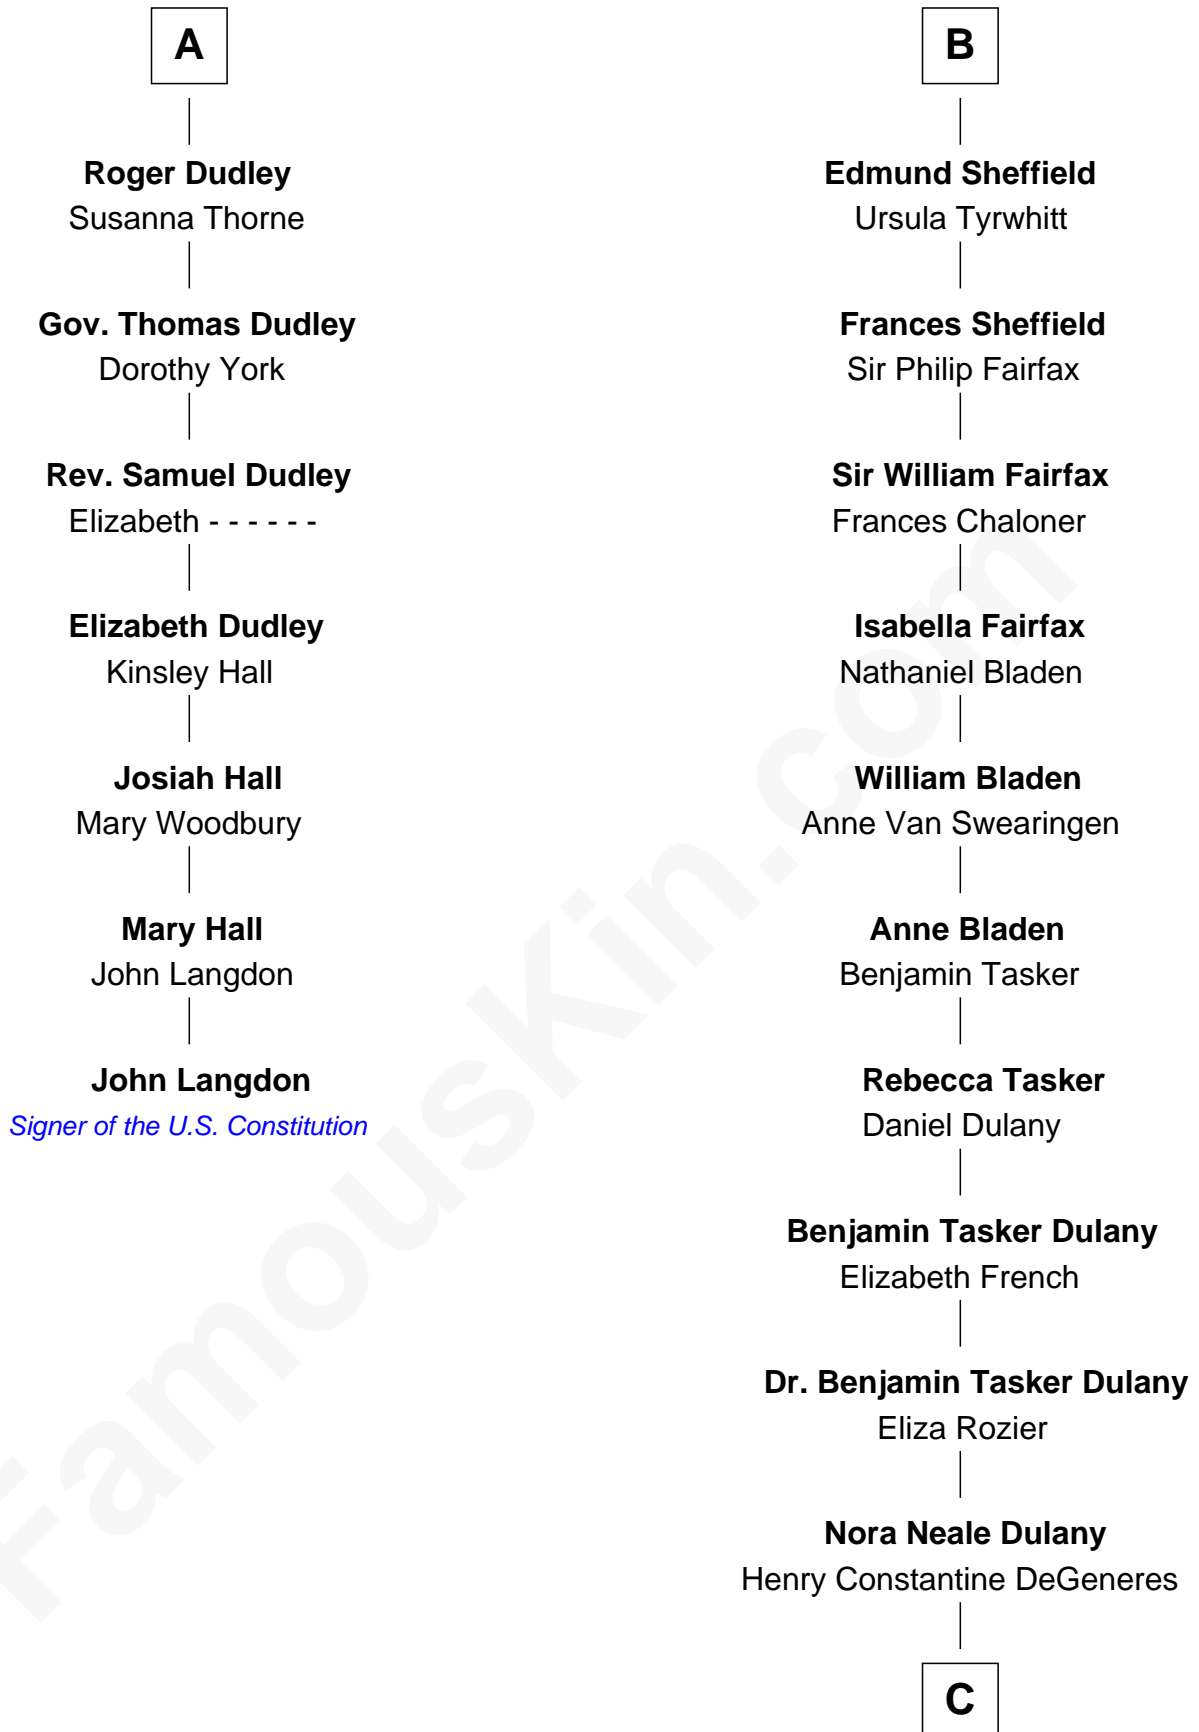 A
Roger Dudley
Susanna Thorne
Gov. Thomas Dudley
Dorothy York
Rev. Samuel Dudley
Elizabeth - - - - - -
Elizabeth Dudley
Kinsley Hall
Josiah Hall
Mary Woodbury
Mary Hall
John Langdon
John Langdon
Signer of the U.S. Constitution
B
Edmund Sheffield
Ursula Tyrwhitt
Frances Sheffield
Sir Philip Fairfax
Sir William Fairfax
Frances Chaloner
Isabella Fairfax
Nathaniel Bladen
William Bladen
Anne Van Swearingen
Anne Bladen
Benjamin Tasker
Rebecca Tasker
Daniel Dulany
Benjamin Tasker Dulany
Elizabeth French
Dr. Benjamin Tasker Dulany
Eliza Rozier
Nora Neale Dulany
Henry Constantine DeGeneres
C
FamousKin.com